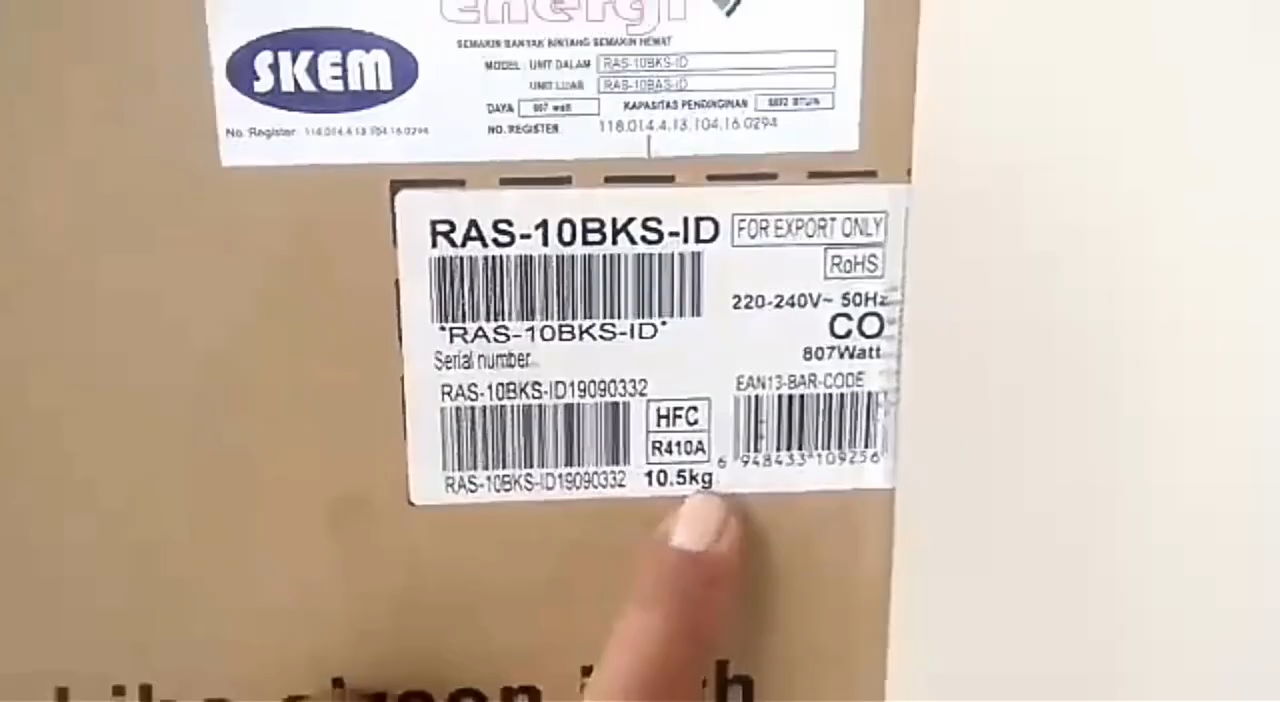 energi
SKEM
SEMAKIN BANYAK BINTANG SEMAKIN HEMAT
MODEL : UNIT DALAM RAS-10BKS-ID
UNIT LUAR RAS-10BAS-ID
DAYA 807 watt KAPASITAS PENDINGINAN
No. Register 118.014.4.13.104.16.0294
NO. REGISTER 118.014.4.13.104.16.0294
RAS-10BKS-ID FOR EXPORT ONLY
RoHS
220-240V~ 50Hz
*RAS-10BKS-ID*
CO
Serial number
807Watt
RAS-10BKS-ID19090332
EAN13-BAR-CODE
HFC
R410A
6 948433 109256
RAS-10BKS-ID19090332 10.5kg